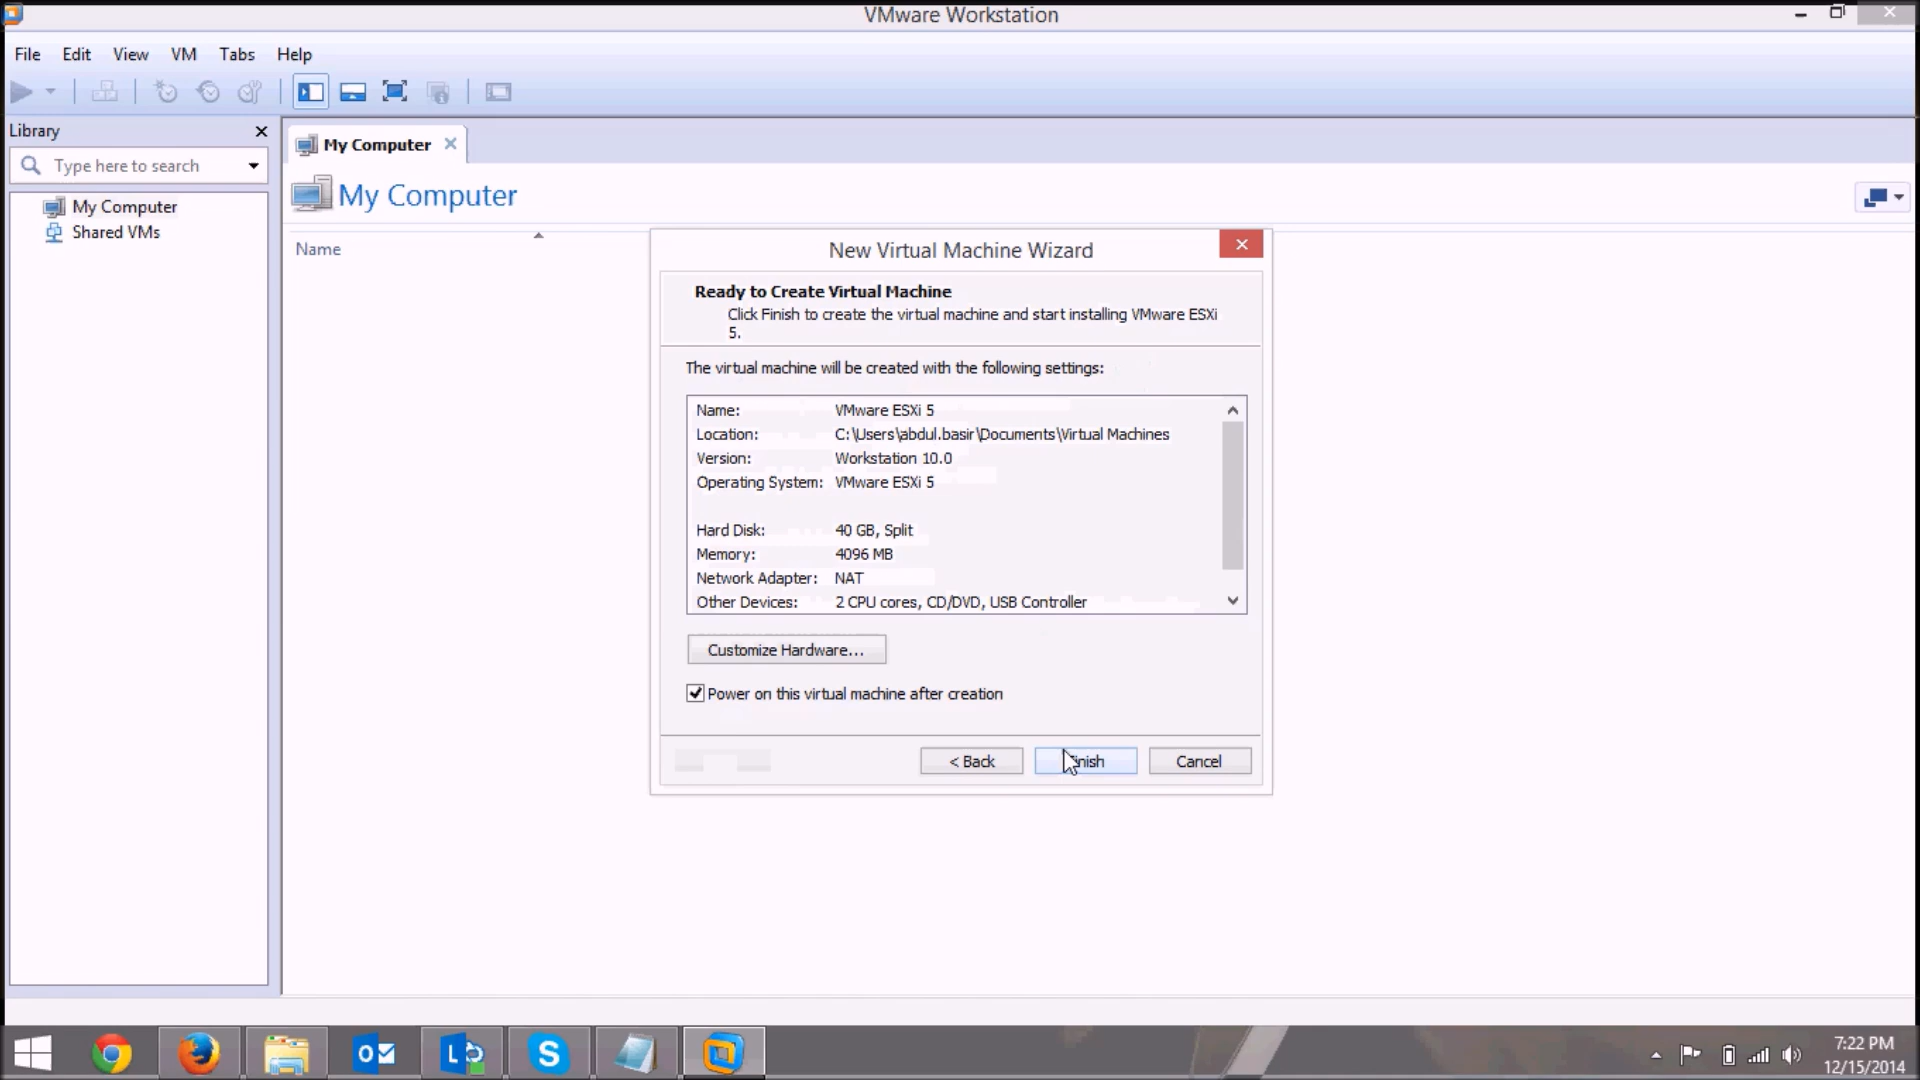 VMware Workstation
File Edit View VM Tabs Help
Library
Type here to search
My Computer
Shared VMs
My Computer
My Computer
Name
New Virtual Machine Wizard
Ready to Create Virtual Machine
Click Finish to create the virtual machine and start installing VMware ESXi
5.
The virtual machine will be created with the following settings:
Name: VMware ESXi 5
Location: C:\Users\abdul.basir\Documents\Virtual Machines
Version: Workstation 10.0
Operating System: VMware ESXi 5
Hard Disk: 40 GB, Split
Memory: 4096 MB
Network Adapter: NAT
Other Devices: 2 CPU cores, CD/DVD, USB Controller
Customize Hardware...
Power on this virtual machine after creation
< Back Finish Cancel
7:22 PM
12/15/2014